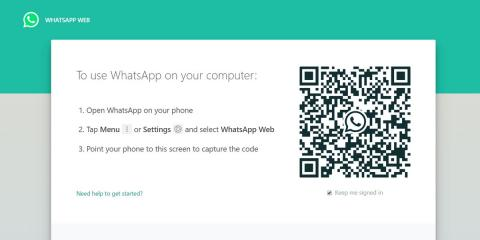 WHATSAPP WEB
To use WhatsApp on your computer:
1. Open WhatsApp on your phone
2. Tap Menu or Settings and select WhatsApp Web
3. Point your phone to this screen to capture the code
Need help to get started?
Keep me signed in